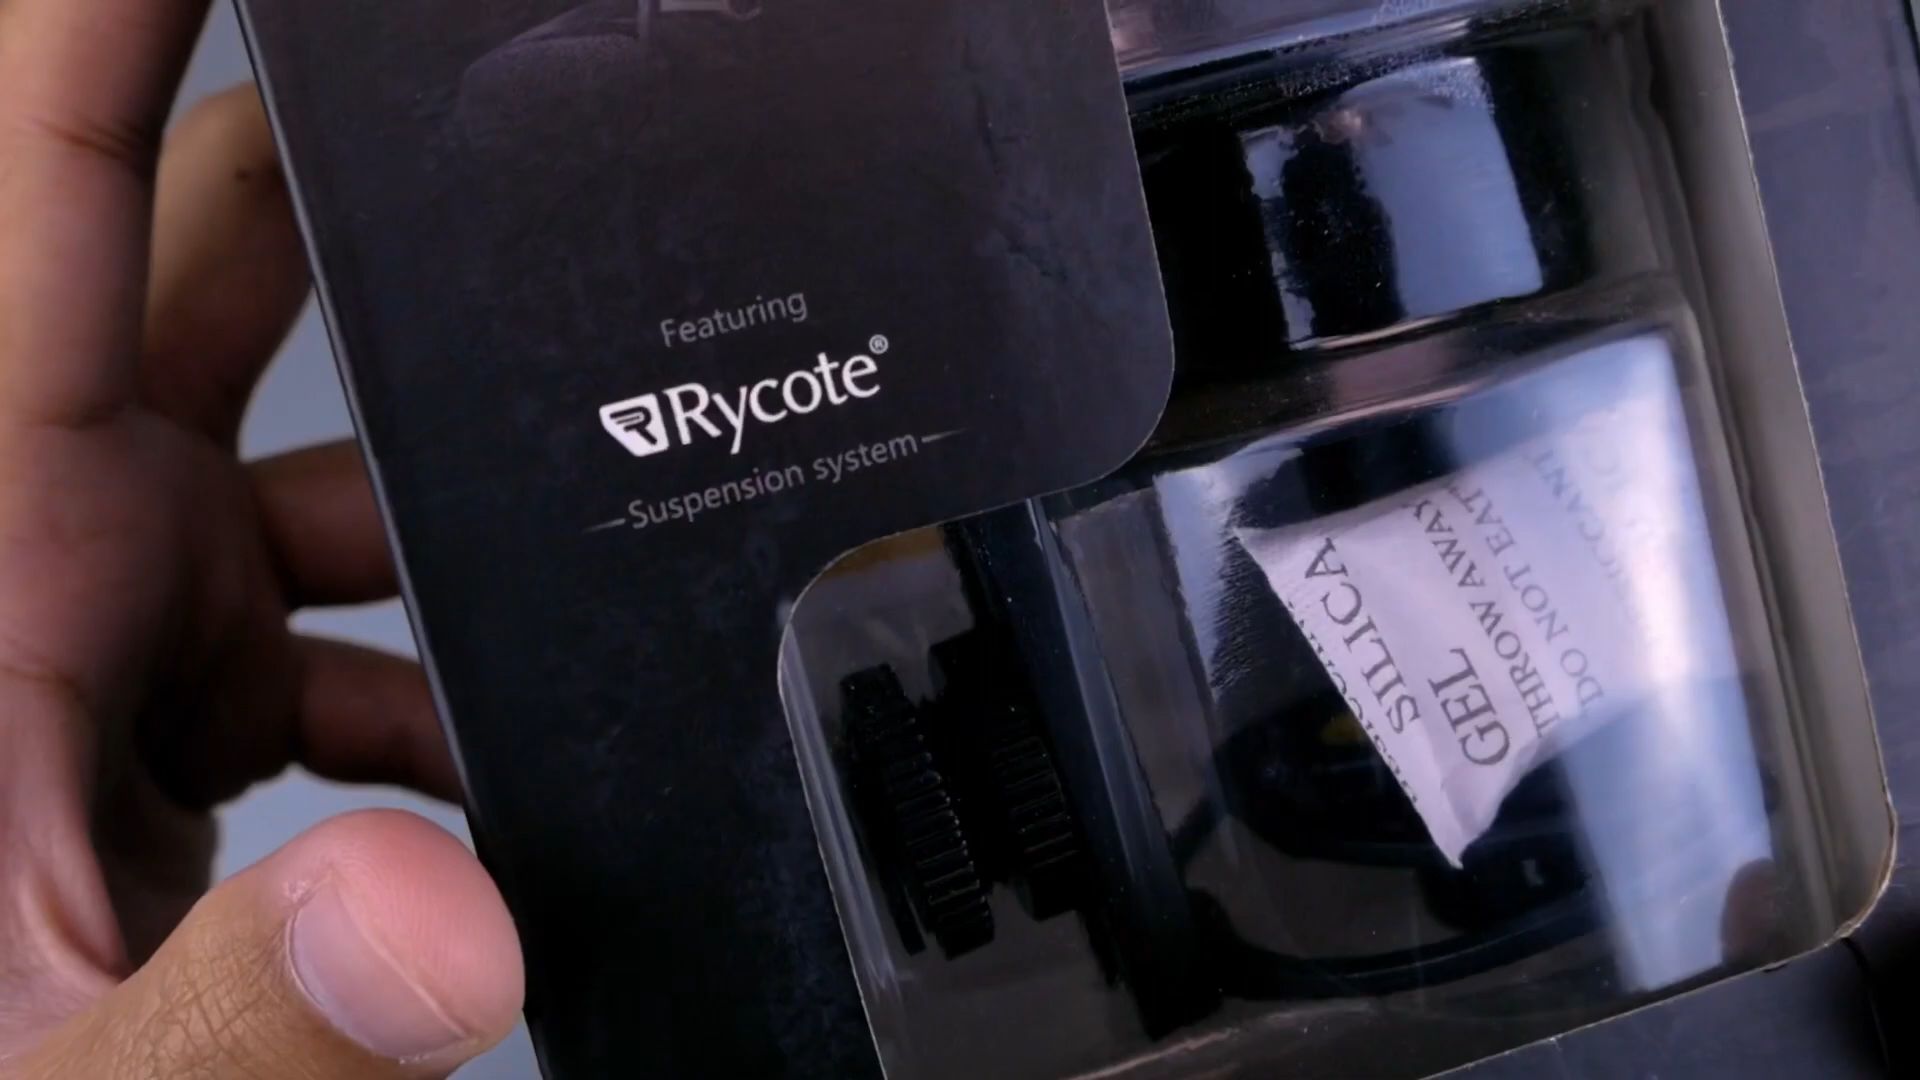 Featuring
Rycote®
Suspension system
SILICA
GEL
THROW AWAY
DO NOT EAT